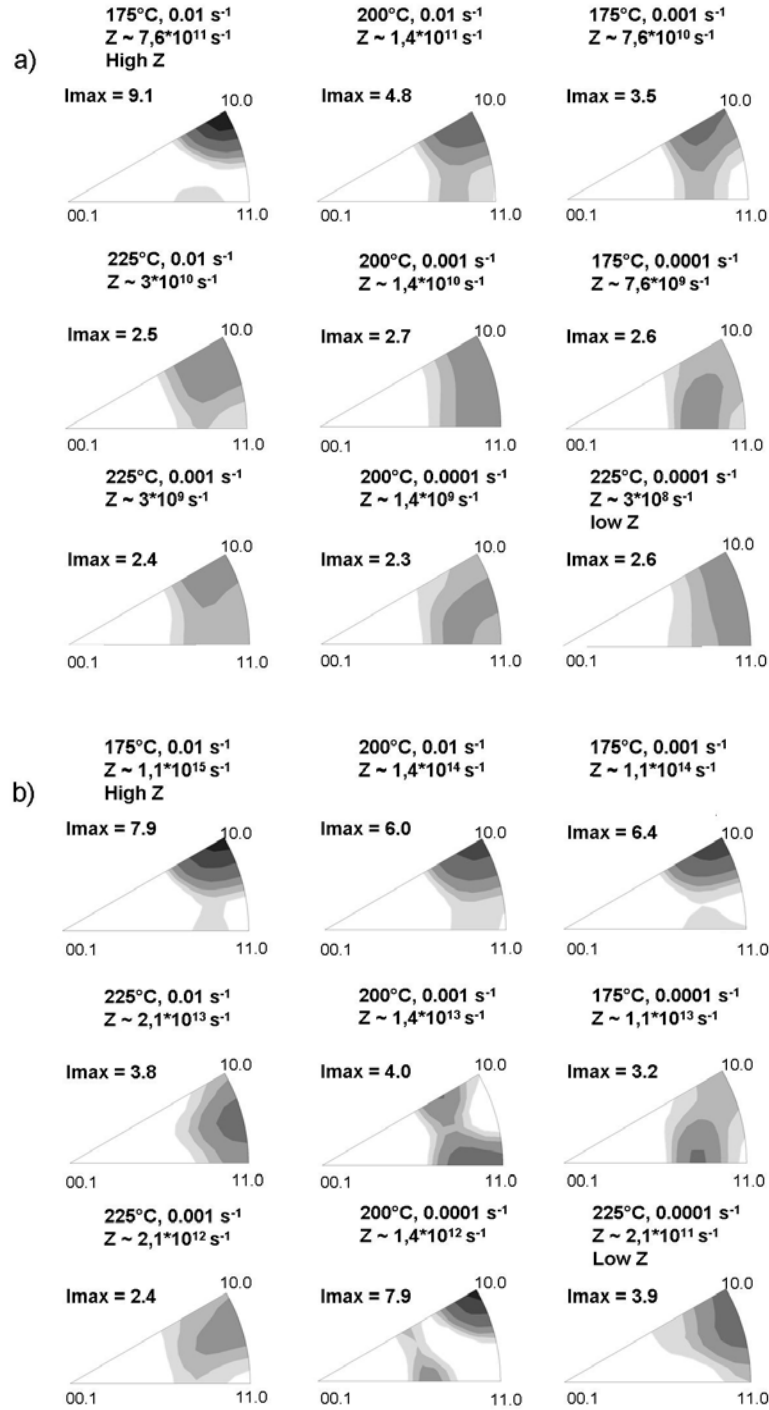 175°C, 0.01 s-1 200°C, 0.01 s-1 175°C, 0.001 s-1
Z ~ 7,6*1011 s-1 Z ~ 1,4*1011 s-1 Z ~ 7,6*1010 s-1
a) High Z
Imax = 9.1 10.0 Imax = 4.8 10.0 Imax = 3.5 10.0
00.1 11.0 00.1 11.0 00.1 11.0
225°C, 0.01 s-1 200°C, 0.001 s-1 175°C, 0.0001 s-1
Z ~ 3*1010 s-1 Z ~ 1,4*1010 s-1 Z ~ 7,6*109 s-1
Imax = 2.5 10.0 Imax = 2.7 10.0 Imax = 2.6 10.0
00.1 11.0 00.1 11.0 00.1 11.0
225°C, 0.001 s-1 200°C, 0.0001 s-1 225°C, 0.0001 s-1
Z ~ 3*109 s-1 Z ~ 1,4*109 s-1 Z ~ 3*108 s-1
low Z
Imax = 2.4 10.0 Imax = 2.3 10.0 Imax = 2.6 10.0
00.1 11.0 00.1 11.0 00.1 11.0
175°C, 0.01 s-1 200°C, 0.01 s-1 175°C, 0.001 s-1
Z ~ 1,1*1015 s-1 Z ~ 1,4*1014 s-1 Z ~ 1,1*1014 s-1
b) High Z
Imax = 7.9 10.0 Imax = 6.0 10.0 Imax = 6.4 10.0
00.1 11.0 00.1 11.0 00.1 11.0
225°C, 0.01 s-1 200°C, 0.001 s-1 175°C, 0.0001 s-1
Z ~ 2,1*1013 s-1 Z ~ 1,4*1013 s-1 Z ~ 1,1*1013 s-1
Imax = 3.8 10.0 Imax = 4.0 10.0 Imax = 3.2 10.0
00.1 11.0 00.1 11.0 00.1 11.0
225°C, 0.001 s-1 200°C, 0.0001 s-1 225°C, 0.0001 s-1
Z ~ 2,1*1012 s-1 Z ~ 1,4*1012 s-1 Z ~ 2,1*1011 s-1
Low Z
Imax = 2.4 10.0 Imax = 7.9 10.0 Imax = 3.9 10.0
00.1 11.0 00.1 11.0 00.1 11.0